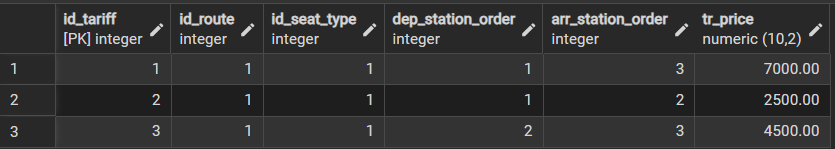 id_tariff id_route id_seat_type dep_station_order arr_station_order tr_price
[PK] integer integer integer integer integer numeric (10,2)
1 1 1 1 1 3 7000.00
2 2 1 1 1 2 2500.00
3 3 1 1 2 3 4500.00